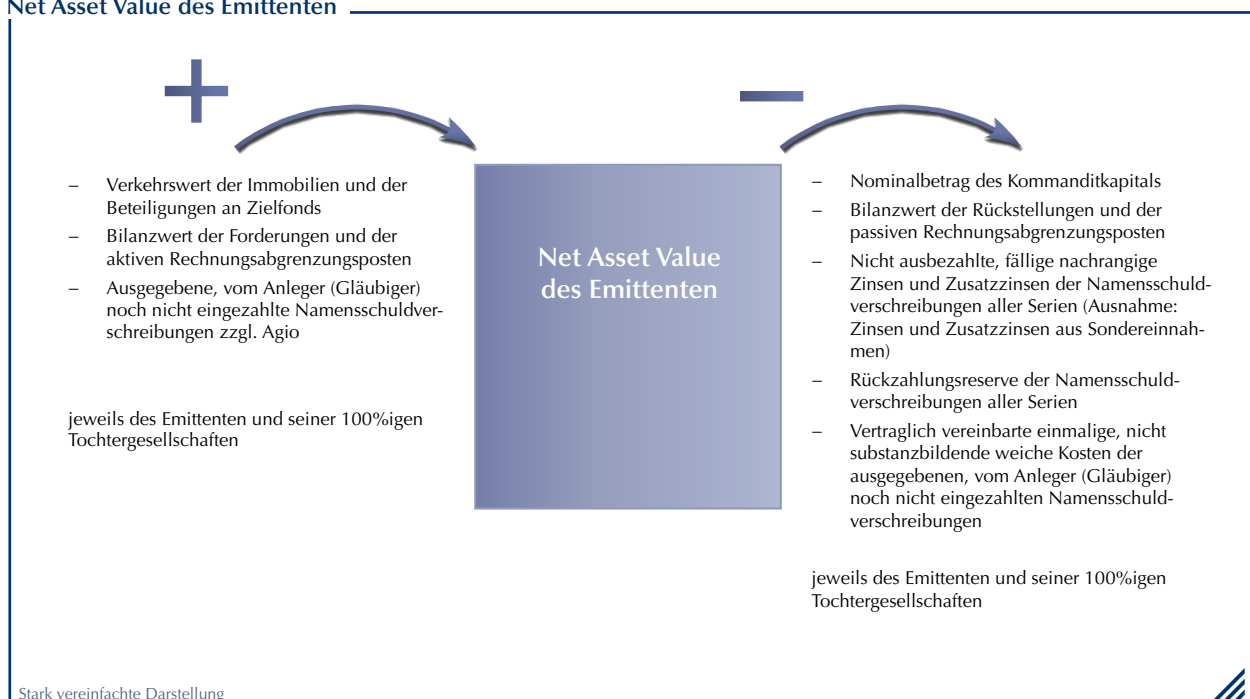 Net Asset Value des Emittenten
– Verkehrswert der Immobilien und der
Beteiligungen an Zielfonds
– Bilanzwert der Forderungen und der
aktiven Rechnungsabgrenzungsposten
– Ausgegebene, vom Anleger (Gläubiger)
noch nicht eingezahlte Namensschuldver-
schreibungen zzgl. Agio
jeweils des Emittenten und seiner 100%igen
Tochtergesellschaften
Net Asset Value
des Emittenten
– Nominalbetrag des Kommanditkapitals
– Bilanzwert der Rückstellungen und der
passiven Rechnungsabgrenzungsposten
– Nicht ausbezahlte, fällige nachrangige
Zinsen und Zusatzzinsen der Namensschuld-
verschreibungen aller Serien (Ausnahme:
Zinsen und Zusatzzinsen aus Sondereinnah-
men)
– Rückzahlungsreserve der Namensschuld-
verschreibungen aller Serien
– Vertraglich vereinbarte einmalige, nicht
substanzbildende weiche Kosten der
ausgegebenen, vom Anleger (Gläubiger)
noch nicht eingezahlten Namensschuld-
verschreibungen
jeweils des Emittenten und seiner 100%igen
Tochtergesellschaften
Stark vereinfachte Darstellung